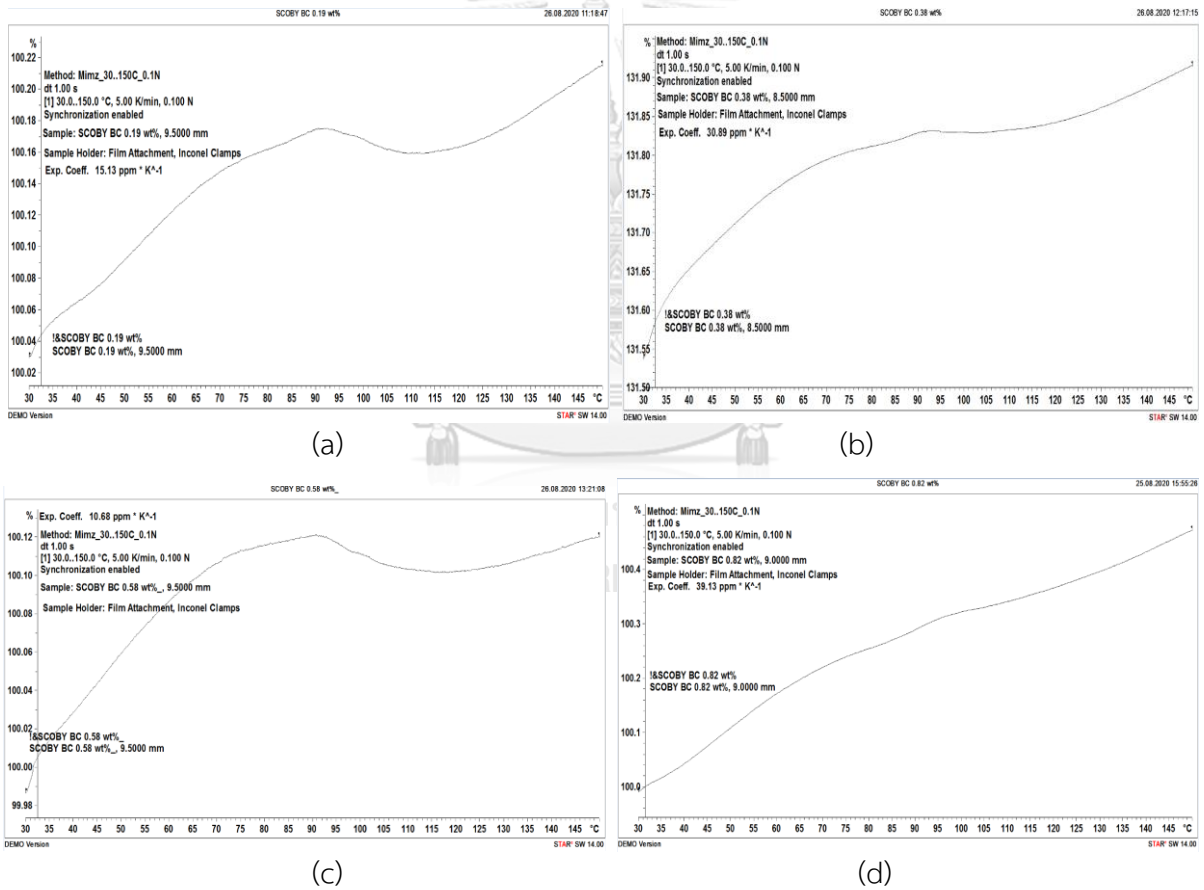 SCOBY BC 0.19 wt% 26.08.2020 11:18:47
%
100.22
100.20
100.18
100.16
100.14
100.12
100.10
100.08
100.06
100.04
100.02
Method: Mimz_30..150C_0.1N
dt 1.00 s
[1] 30.0..150.0 °C, 5.00 K/min, 0.100 N
Synchronization enabled
Sample: SCOBY BC 0.19 wt%, 9.5000 mm
Sample Holder: Film Attachment, Inconel Clamps
Exp. Coeff. 15.13 ppm * K^-1
!&SCOBY BC 0.19 wt%
SCOBY BC 0.19 wt%, 9.5000 mm
30 35 40 45 50 55 60 65 70 75 80 85 90 95 100 105 110 115 120 125 130 135 140 145 °C
DEMO Version STAR* SW 14.00
(a)
SCOBY BC 0.38 wt% 26.08.2020 12:17:15
%
131.90
131.85
131.80
131.75
131.70
131.65
131.60
131.55
131.50
Method: Mimz_30..150C_0.1N
dt 1.00 s
[1] 30.0..150.0 °C, 5.00 K/min, 0.100 N
Synchronization enabled
Sample: SCOBY BC 0.38 wt%, 8.5000 mm
Sample Holder: Film Attachment, Inconel Clamps
Exp. Coeff. 30.89 ppm * K^-1
!&SCOBY BC 0.38 wt%
SCOBY BC 0.38 wt%, 8.5000 mm
30 35 40 45 50 55 60 65 70 75 80 85 90 95 100 105 110 115 120 125 130 135 140 145 °C
DEMO Version STAR* SW 14.00
(b)
SCOBY BC 0.58 wt%_ 26.08.2020 13:21:08
%
100.12
100.10
100.08
100.06
100.04
100.02
100.00
99.98
Exp. Coeff. 10.68 ppm * K^-1
Method: Mimz_30..150C_0.1N
dt 1.00 s
[1] 30.0..150.0 °C, 5.00 K/min, 0.100 N
Synchronization enabled
Sample: SCOBY BC 0.58 wt%_, 9.5000 mm
Sample Holder: Film Attachment, Inconel Clamps
!&SCOBY BC 0.58 wt%_
SCOBY BC 0.58 wt%_, 9.5000 mm
30 35 40 45 50 55 60 65 70 75 80 85 90 95 100 105 110 115 120 125 130 135 140 145 °C
DEMO Version STAR* SW 14.00
(c)
SCOBY BC 0.82 wt% 25.08.2020 15:55:26
%
100.4
100.3
100.2
100.1
100.0
Method: Mimz_30..150C_0.1N
dt 1.00 s
[1] 30.0..150.0 °C, 5.00 K/min, 0.100 N
Synchronization enabled
Sample: SCOBY BC 0.82 wt%, 9.0000 mm
Sample Holder: Film Attachment, Inconel Clamps
Exp. Coeff. 39.13 ppm * K^-1
!&SCOBY BC 0.82 wt%
SCOBY BC 0.82 wt%, 9.0000 mm
30 35 40 45 50 55 60 65 70 75 80 85 90 95 100 105 110 115 120 125 130 135 140 145 °C
DEMO Version STAR* SW 14.00
(d)